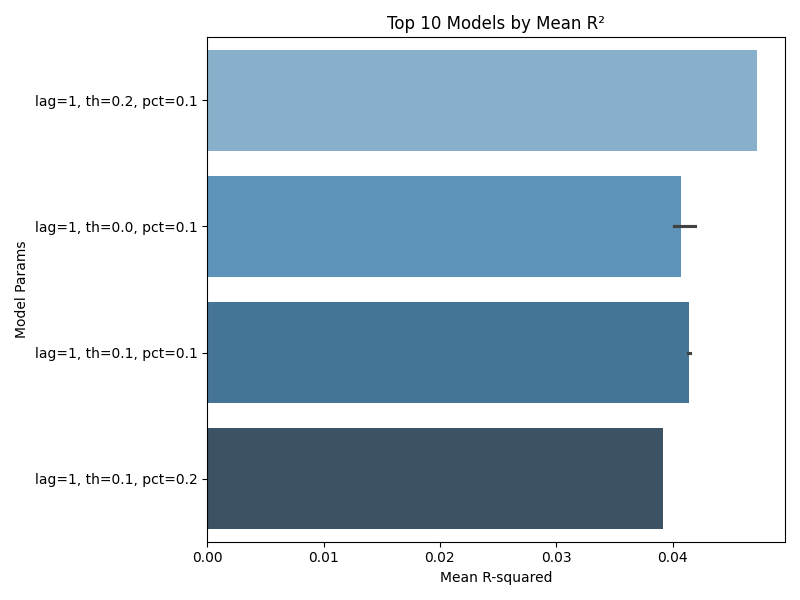 Top 10 Models by Mean R²
Model Params
lag=1, th=0.2, pct=0.1
lag=1, th=0.0, pct=0.1
lag=1, th=0.1, pct=0.1
lag=1, th=0.1, pct=0.2
0.00 0.01 0.02 0.03 0.04
Mean R-squared